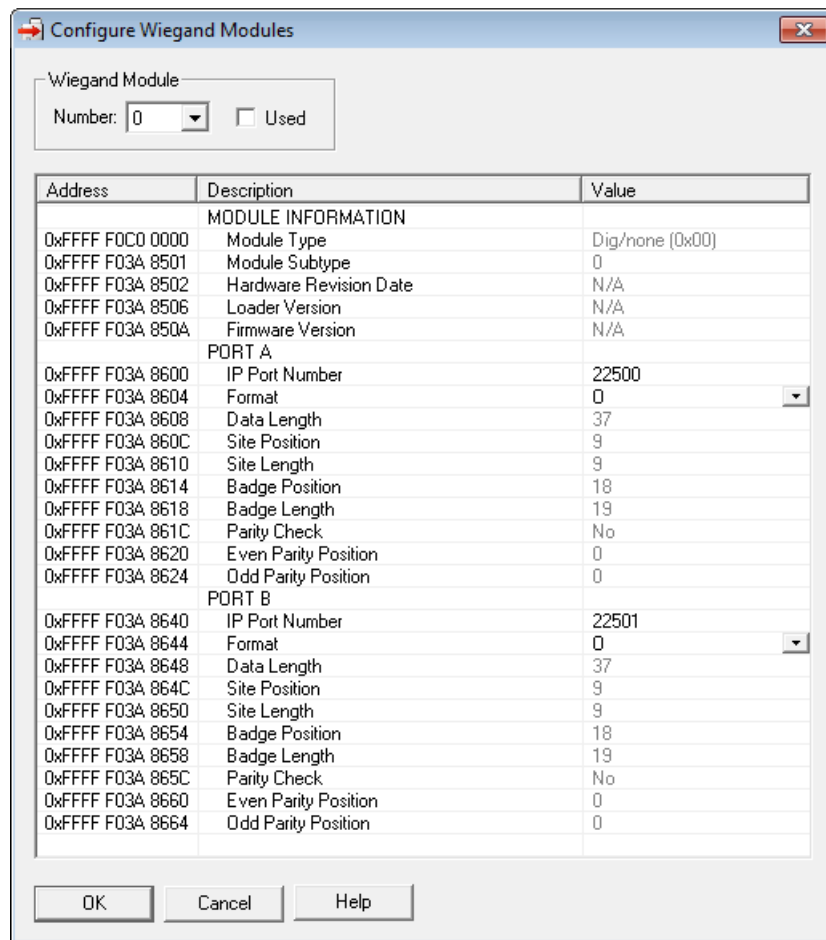 Configure Wiegand Modules
Wiegand Module
Number: 0 Used
Address Description Value
MODULE INFORMATION
0xFFFF F0C0 0000 Module Type Dig/none (0x00)
0xFFFF F03A 8501 Module Subtype 0
0xFFFF F03A 8502 Hardware Revision Date N/A
0xFFFF F03A 8506 Loader Version N/A
0xFFFF F03A 850A Firmware Version N/A
PORT A
0xFFFF F03A 8600 IP Port Number 22500
0xFFFF F03A 8604 Format O
0xFFFF F03A 8608 Data Length 37
0xFFFF F03A 860C Site Position 9
0xFFFF F03A 8610 Site Length 9
0xFFFF F03A 8614 Badge Position 18
0xFFFF F03A 8618 Badge Length 19
0xFFFF F03A 861C Parity Check No
0xFFFF F03A 8620 Even Parity Position 0
0xFFFF F03A 8624 Odd Parity Position 0
PORT B
0xFFFF F03A 8640 IP Port Number 22501
0xFFFF F03A 8644 Format O
0xFFFF F03A 8648 Data Length 37
0xFFFF F03A 864C Site Position 9
0xFFFF F03A 8650 Site Length 9
0xFFFF F03A 8654 Badge Position 18
0xFFFF F03A 8658 Badge Length 19
0xFFFF F03A 865C Parity Check No
0xFFFF F03A 8660 Even Parity Position 0
0xFFFF F03A 8664 Odd Parity Position 0
OK Cancel Help